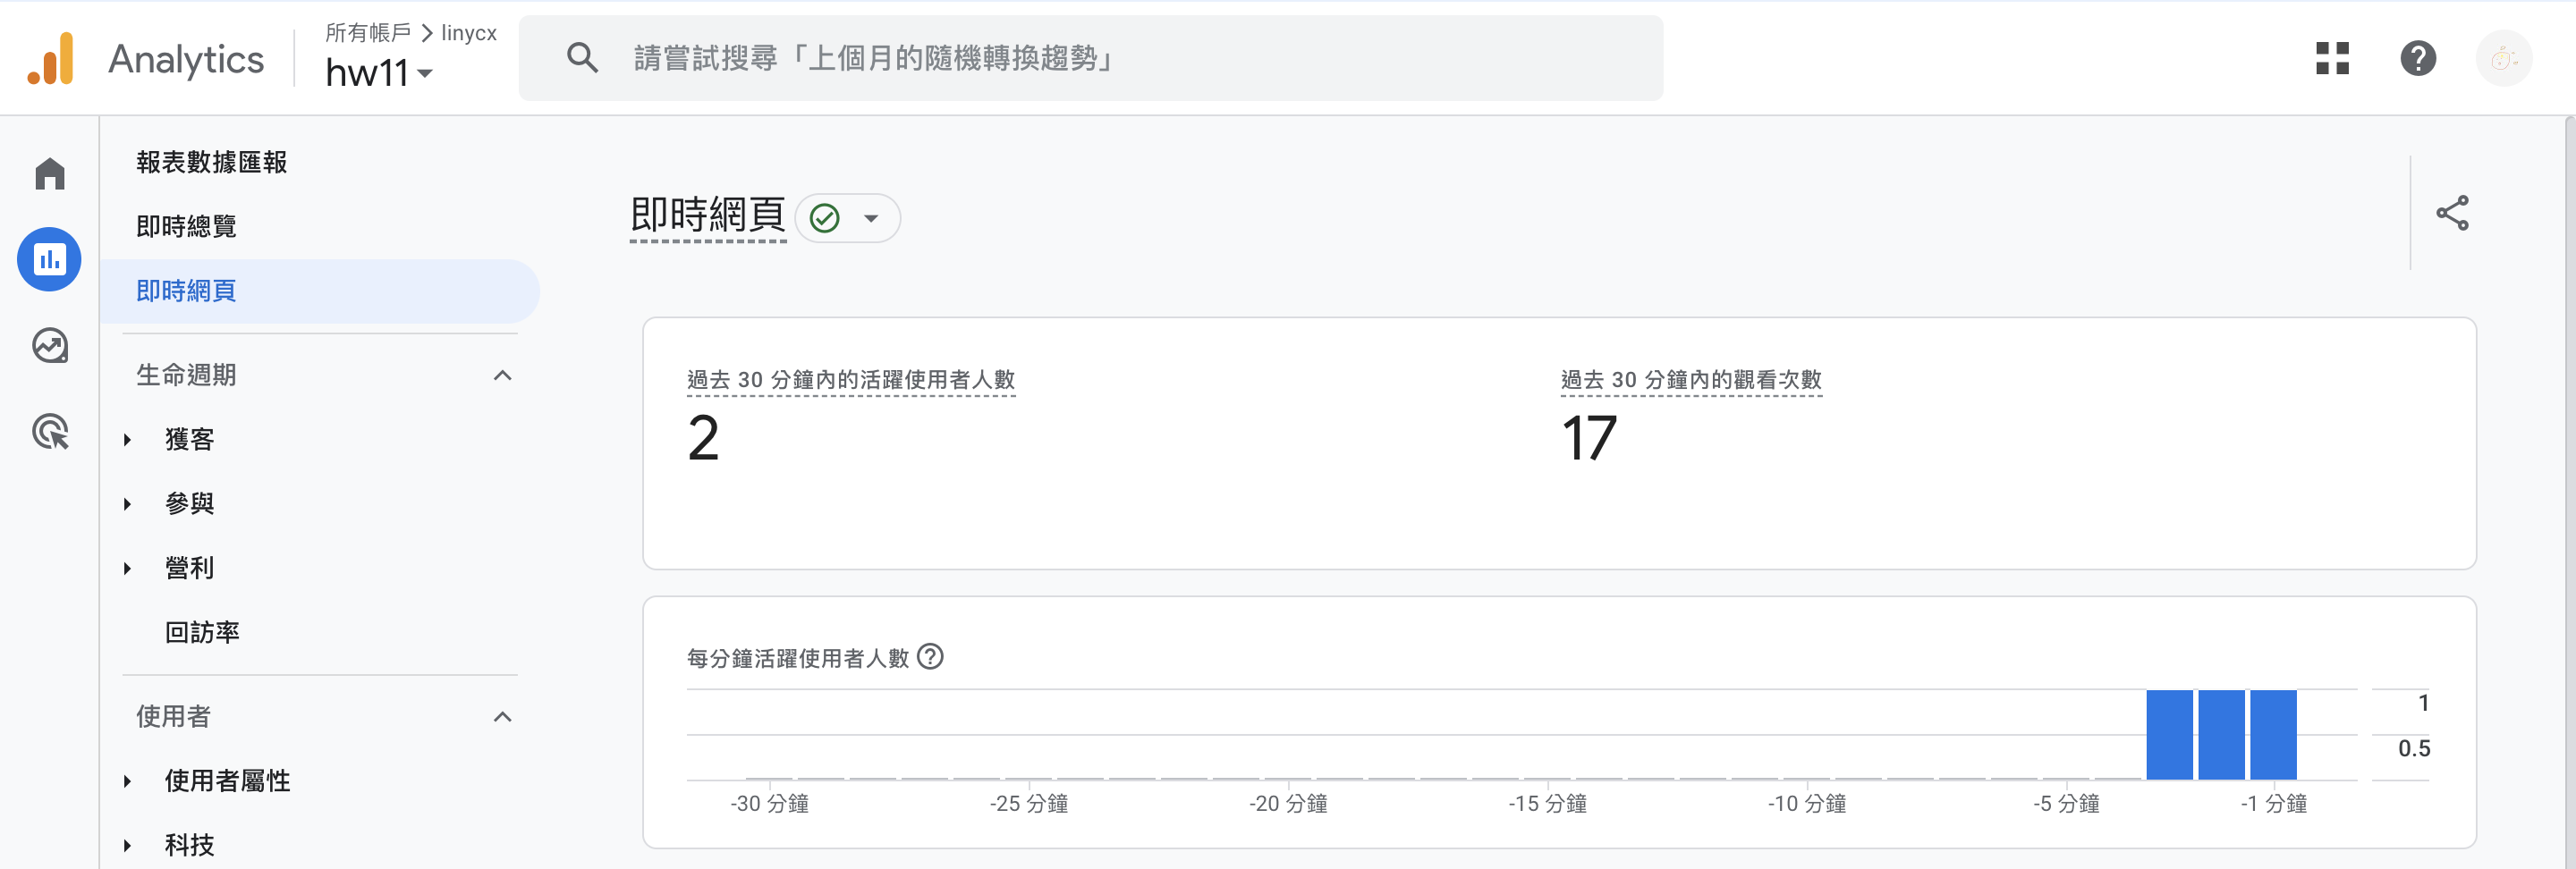 Analytics
所有帳戶 > linycx
hw11
請嘗試搜尋「上個月的隨機轉換趨勢」
報表數據匯報
即時總覽
即時網頁
生命週期
獲客
參與
營利
回訪率
使用者
使用者屬性
科技
即時網頁
過去 30 分鐘內的活躍使用者人數
2
過去 30 分鐘內的觀看次數
17
每分鐘活躍使用者人數
1
0.5
-30 分鐘
-25 分鐘
-20 分鐘
-15 分鐘
-10 分鐘
-5 分鐘
-1 分鐘